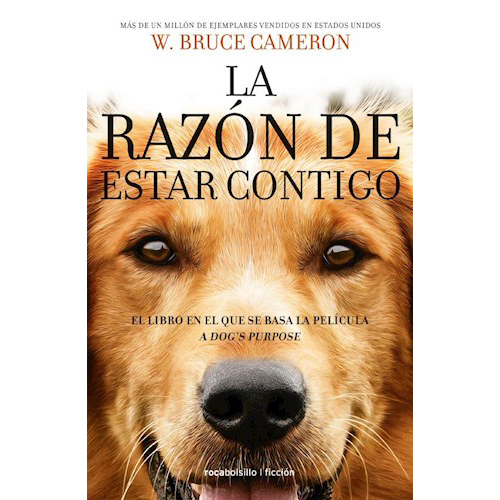 MÁS DE UN MILLÓN DE EJEMPLARES VENDIDOS EN ESTADOS UNIDOS
W. BRUCE CAMERON
LA
RAZÓN DE
ESTAR CONTIGO
EL LIBRO EN EL QUE SE BASA LA PELÍCULA
A DOG'S PURPOSE
rocabolsillo | ficción